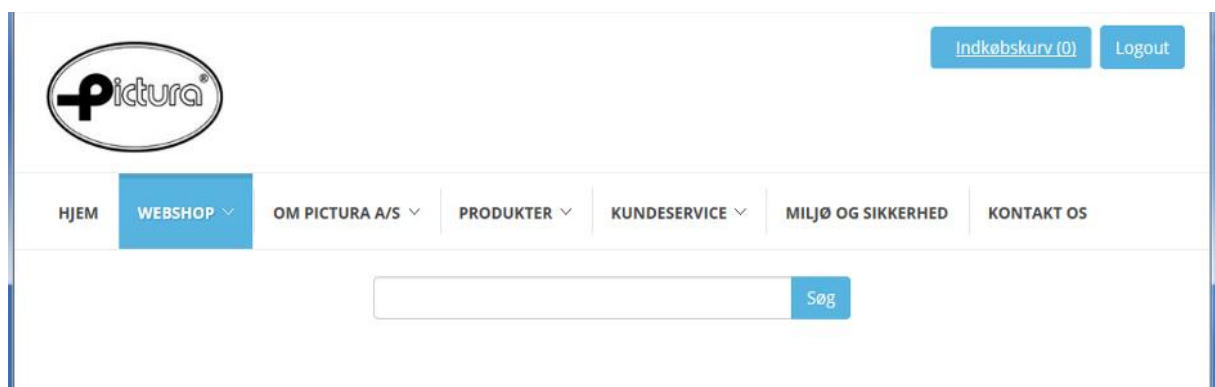 Indkøbskurv (0) Logout
Pictura®
HJEM WEBSHOP OM PICTURA A/S PRODUKTER KUNDESERVICE MILJØ OG SIKKERHED KONTAKT OS
Søg